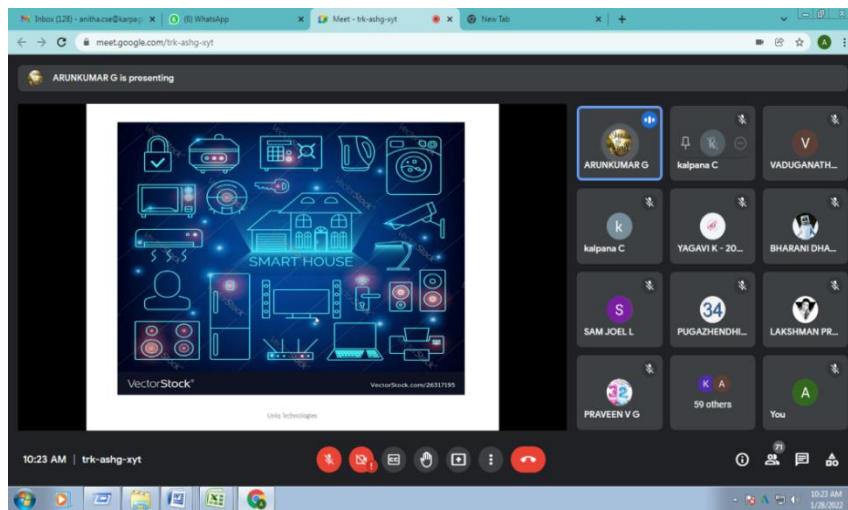 Inbox (128) - anitha.cse@karpag
(6) WhatsApp
Meet - trk-ashg-xyt
New Tab
meet.google.com/trk-ashg-xyt
A
ARUNKUMAR G is presenting
SMART HOUSE
VectorStock®
VectorStock.com/26317195
Uniq Technologies
ARUNKUMAR G
kalpana C
V
VADUGANATH...
k
kalpana C
YAGAVI K - 20...
BHARANI DHA...
S
SAM JOEL L
34
PUGAZHENDHI...
LAKSHMAN PR...
32
PRAVEEN V G
K A
59 others
A
You
10:23 AM | trk-ashg-xyt
71
10:23 AM
1/28/2022